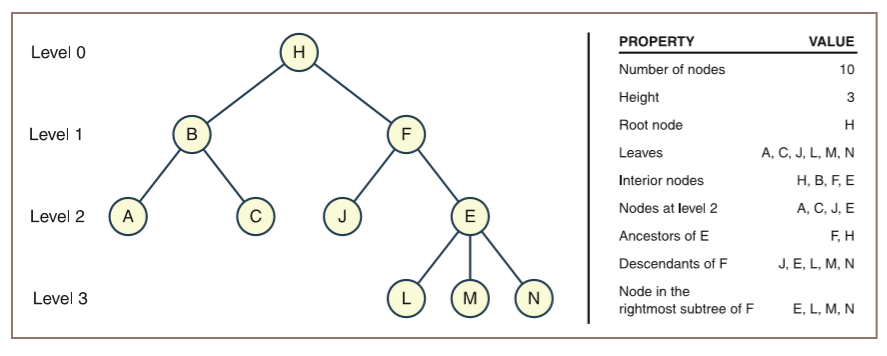 Level 0
H
Level 1
B
F
Level 2
A
C
J
E
Level 3
L
M
N
PROPERTY VALUE
Number of nodes 10
Height 3
Root node H
Leaves A, C, J, L, M, N
Interior nodes H, B, F, E
Nodes at level 2 A, C, J, E
Ancestors of E F, H
Descendants of F J, E, L, M, N
Node in the
rightmost subtree of F E, L, M, N